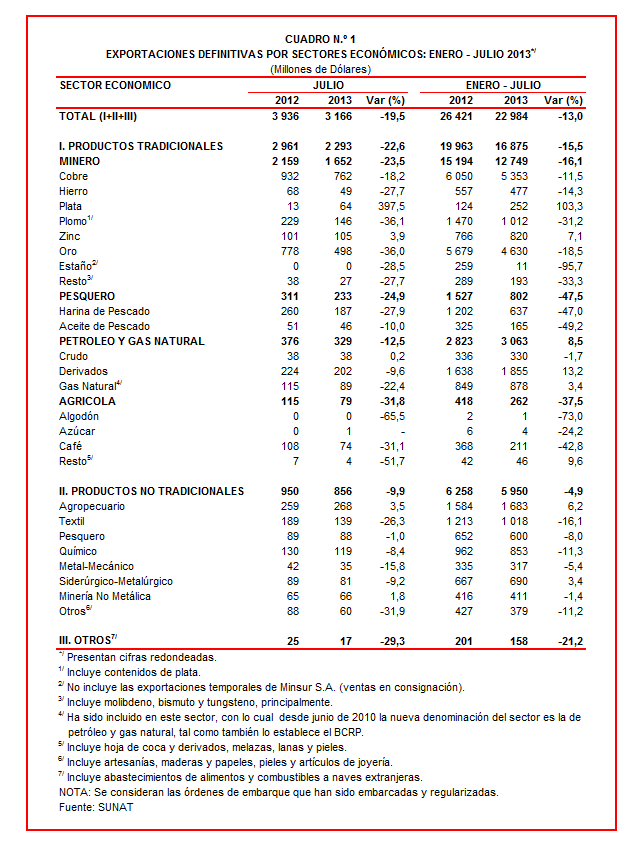 CUADRO N.º 1
EXPORTACIONES DEFINITIVAS POR SECTORES ECONÓMICOS: ENERO - JULIO 2013*/
(Millones de Dólares)
SECTOR ECONOMICO JULIO ENERO - JULIO
2012 2013 Var (%) 2012 2013 Var (%)
TOTAL (I+II+III) 3 936 3 166 -19,5 26 421 22 984 -13,0
I. PRODUCTOS TRADICIONALES 2 961 2 293 -22,6 19 963 16 875 -15,5
MINERO 2 159 1 652 -23,5 15 194 12 749 -16,1
Cobre 932 762 -18,2 6 050 5 353 -11,5
Hierro 68 49 -27,7 557 477 -14,3
Plata 13 64 397,5 124 252 103,3
Plomo1/ 229 146 -36,1 1 470 1 012 -31,2
Zinc 101 105 3,9 766 820 7,1
Oro 778 498 -36,0 5 679 4 630 -18,5
Estaño2/ 0 0 -28,5 259 11 -95,7
Resto3/ 38 27 -27,7 289 193 -33,3
PESQUERO 311 233 -24,9 1 527 802 -47,5
Harina de Pescado 260 187 -27,9 1 202 637 -47,0
Aceite de Pescado 51 46 -10,0 325 165 -49,2
PETROLEO Y GAS NATURAL 376 329 -12,5 2 823 3 063 8,5
Crudo 38 38 0,2 336 330 -1,7
Derivados 224 202 -9,6 1 638 1 855 13,2
Gas Natural4/ 115 89 -22,4 849 878 3,4
AGRICOLA 115 79 -31,8 418 262 -37,5
Algodón 0 0 -65,5 2 1 -73,0
Azúcar 0 1 - 6 4 -24,2
Café 108 74 -31,1 368 211 -42,8
Resto5/ 7 4 -51,7 42 46 9,6
II. PRODUCTOS NO TRADICIONALES 950 856 -9,9 6 258 5 950 -4,9
Agropecuario 259 268 3,5 1 584 1 683 6,2
Textil 189 139 -26,3 1 213 1 018 -16,1
Pesquero 89 88 -1,0 652 600 -8,0
Químico 130 119 -8,4 962 853 -11,3
Metal-Mecánico 42 35 -15,8 335 317 -5,4
Siderúrgico-Metalúrgico 89 81 -9,2 667 690 3,4
Minería No Metálica 65 66 1,8 416 411 -1,4
Otros6/ 88 60 -31,9 427 379 -11,2
III. OTROS7/ 25 17 -29,3 201 158 -21,2
*/ Presentan cifras redondeadas.
1/ Incluye contenidos de plata.
2/ No incluye las exportaciones temporales de Minsur S.A. (ventas en consignación).
3/ Incluye molibdeno, bismuto y tungsteno, principalmente.
4/ Ha sido incluido en este sector, con lo cual desde junio de 2010 la nueva denominación del sector es la de
petróleo y gas natural, tal como también lo establece el BCRP.
5/ Incluye hoja de coca y derivados, melazas, lanas y pieles.
6/ Incluye artesanías, maderas y papeles, pieles y artículos de joyería.
7/ Incluye abastecimientos de alimentos y combustibles a naves extranjeras.
NOTA: Se consideran las órdenes de embarque que han sido embarcadas y regularizadas.
Fuente: SUNAT